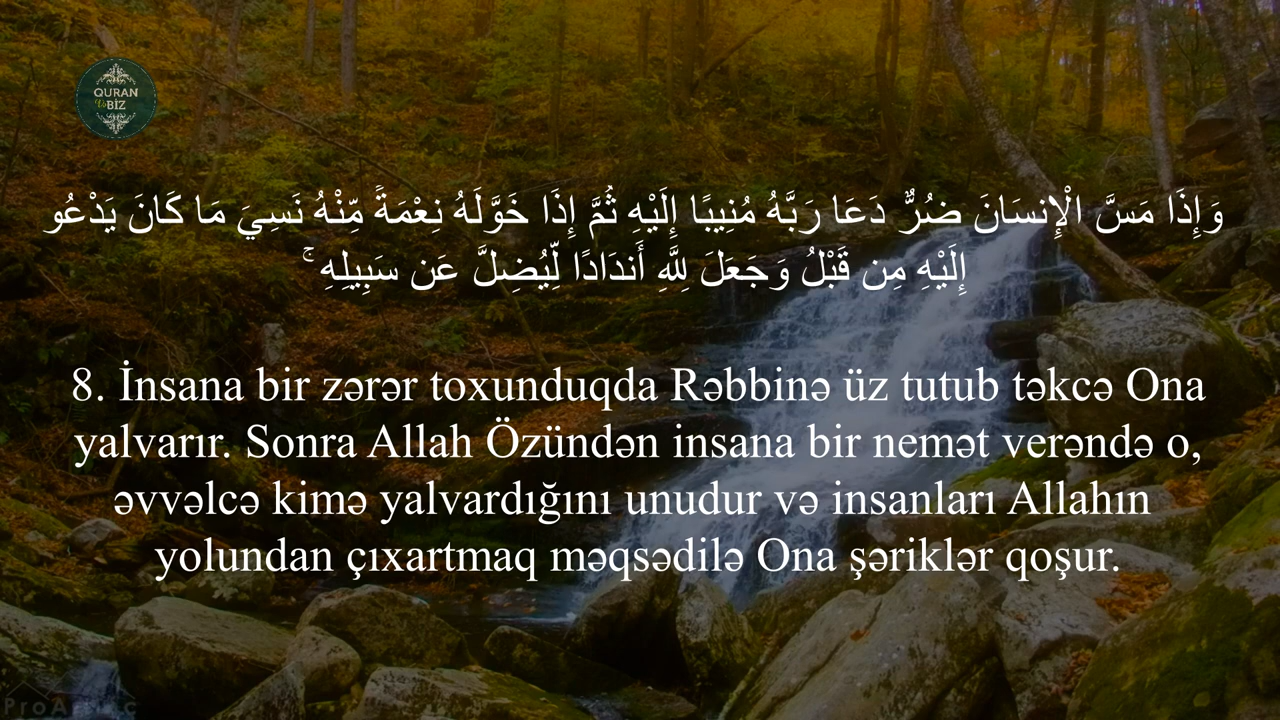 QURAN
Və BİZ
وَإِذَا مَسَّ الْإِنسَانَ ضُرٌّ دَعَا رَبَّهُ مُنِيبًا إِلَيْهِ ثُمَّ إِذَا خَوَّلَهُ نِعْمَةً مِّنْهُ نَسِيَ مَا كَانَ يَدْعُو
إِلَيْهِ مِن قَبْلُ وَجَعَلَ لِلَّهِ أَندَادًا لِّيُضِلَّ عَن سَبِيلِهِ ۚ
8. İnsana bir zərər toxunduqda Rəbbinə üz tutub təkcə Ona
yalvarır. Sonra Allah Özündən insana bir nemət verəndə o,
əvvəlcə kimə yalvardığını unudur və insanları Allahın
yolundan çıxartmaq məqsədilə Ona şəriklər qoşur.